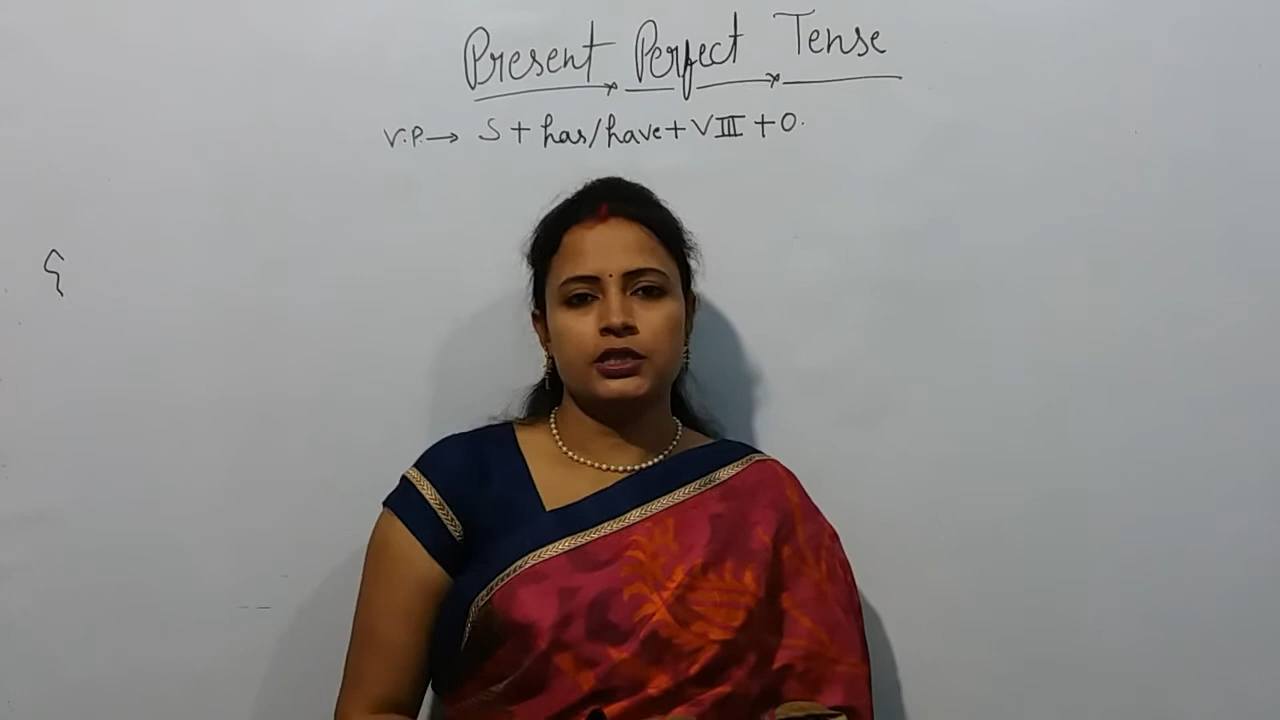 Present Perfect Tense
V.P.→ S + has/have + VIII + O.